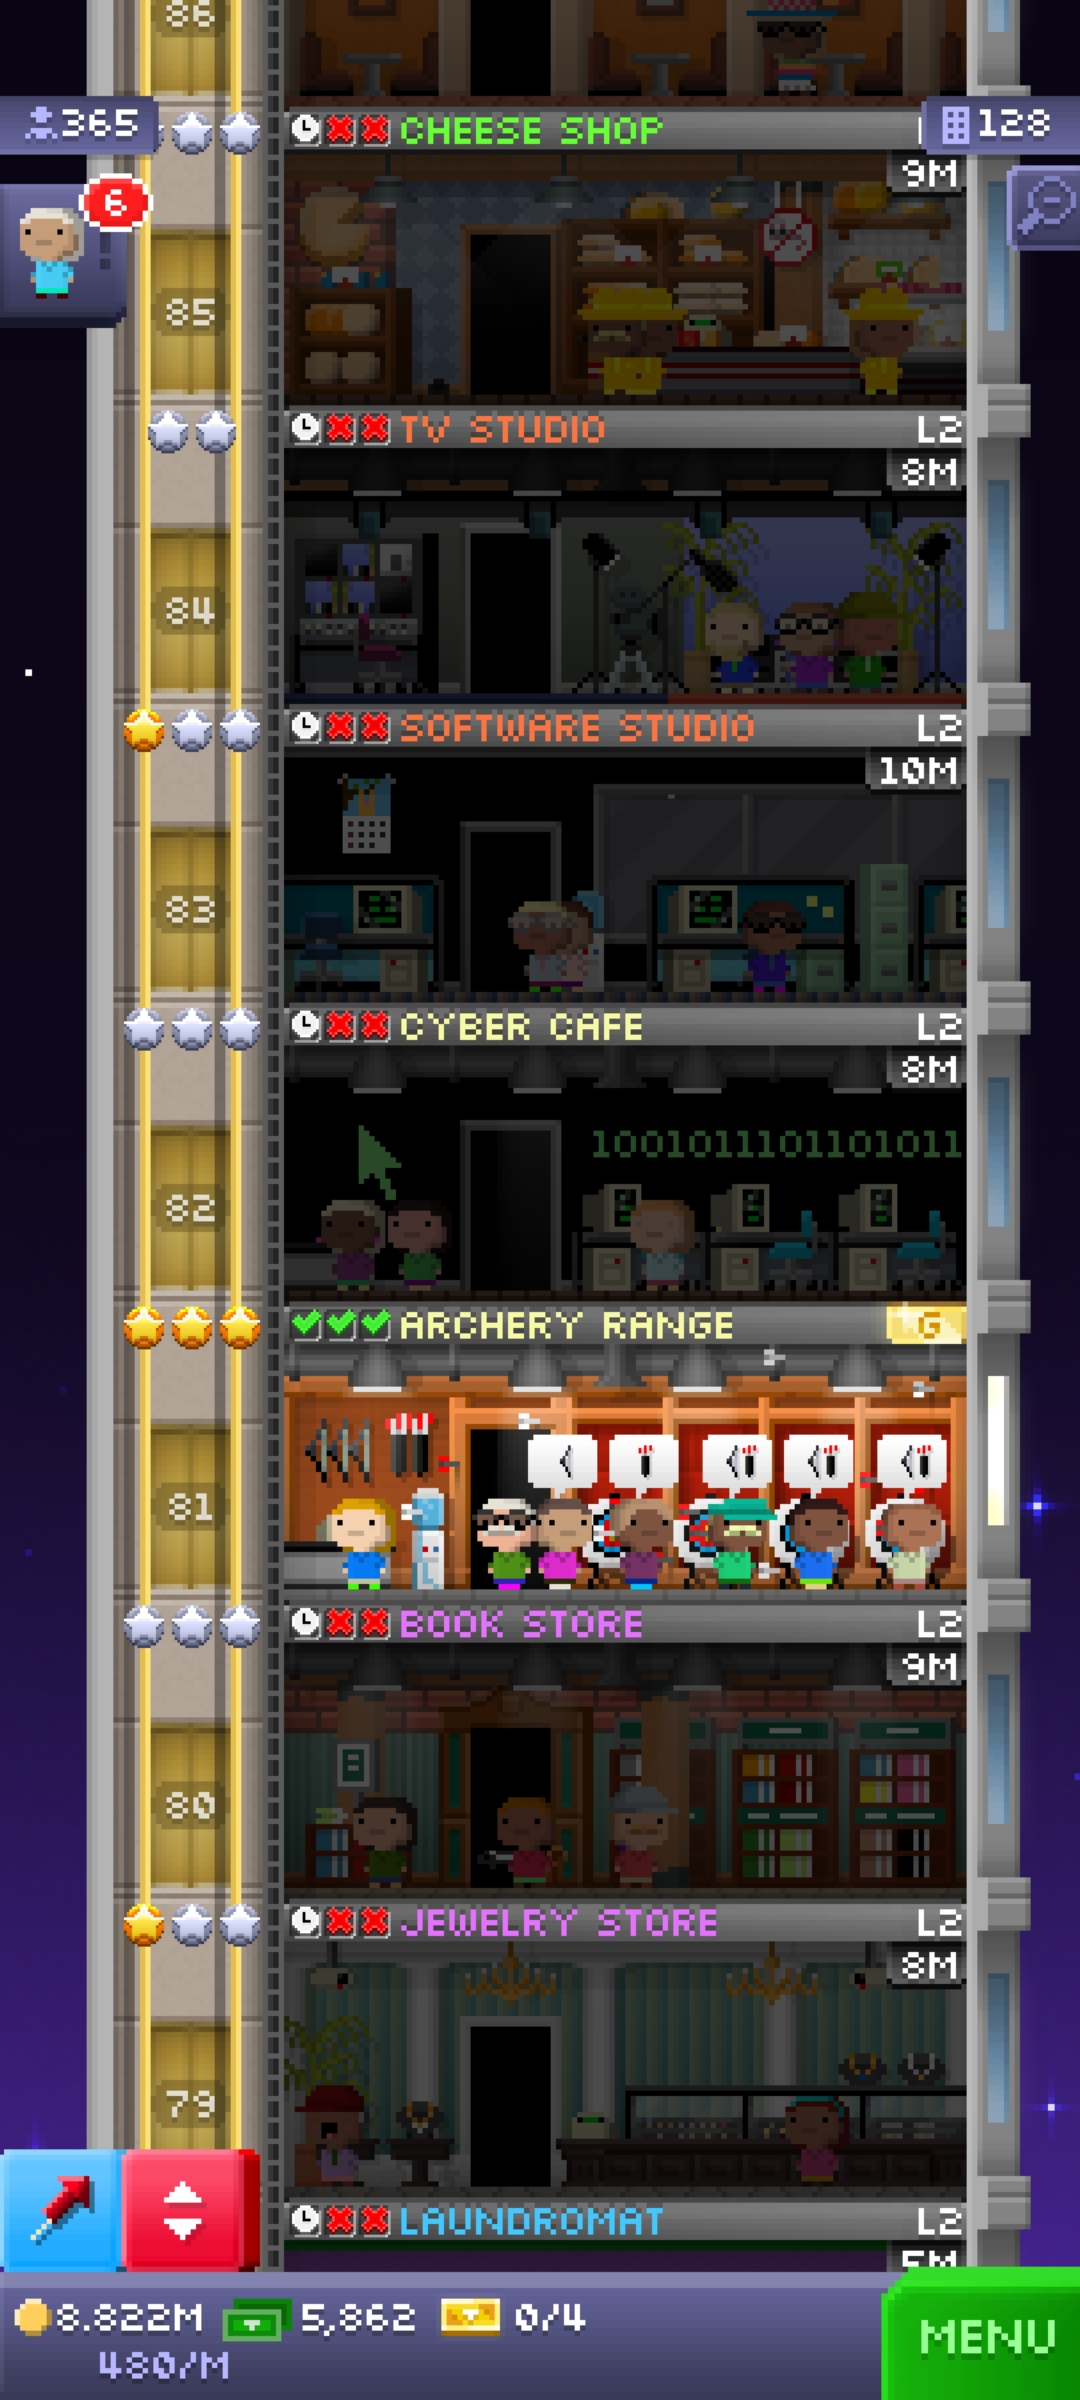 86
365
CHEESE SHOP
128
9M
6
85
TV STUDIO L2
8M
84
SOFTWARE STUDIO L2
10M
83
CYBER CAFE L2
8M
1001011101101011
82
ARCHERY RANGE G
81
BOOK STORE L2
9M
80
JEWELRY STORE L2
8M
79
LAUNDROMAT L2
5M
8.822M 5,862 0/4
480/M
MENU